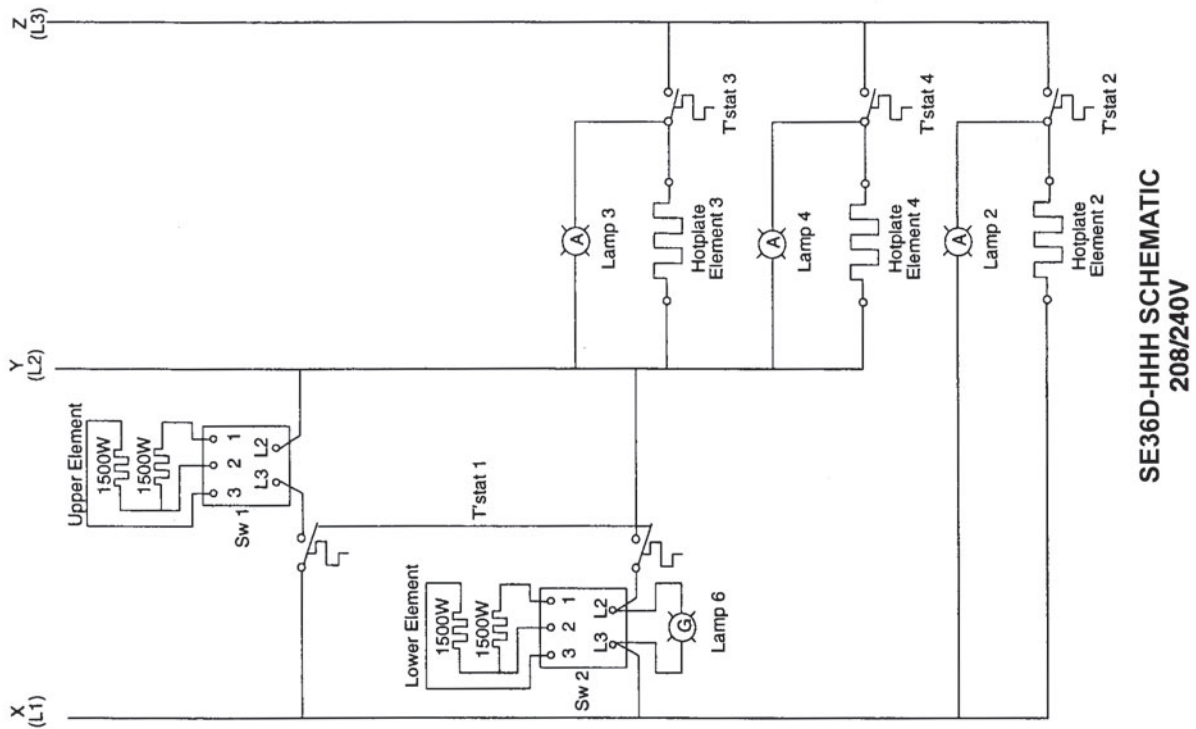 X
(L1)
Y
(L2)
Z
(L3)
Upper Element
1500W
1500W
3 2 1
L3 L2
Sw 1
T'stat 1
Lower Element
1500W
1500W
3 2 1
L3 L2
Sw 2
G
Lamp 6
A
Lamp 3
Hotplate
Element 3
T'stat 3
A
Lamp 4
Hotplate
Element 4
T'stat 4
A
Lamp 2
Hotplate
Element 2
T'stat 2
SE36D-HHH SCHEMATIC
208/240V